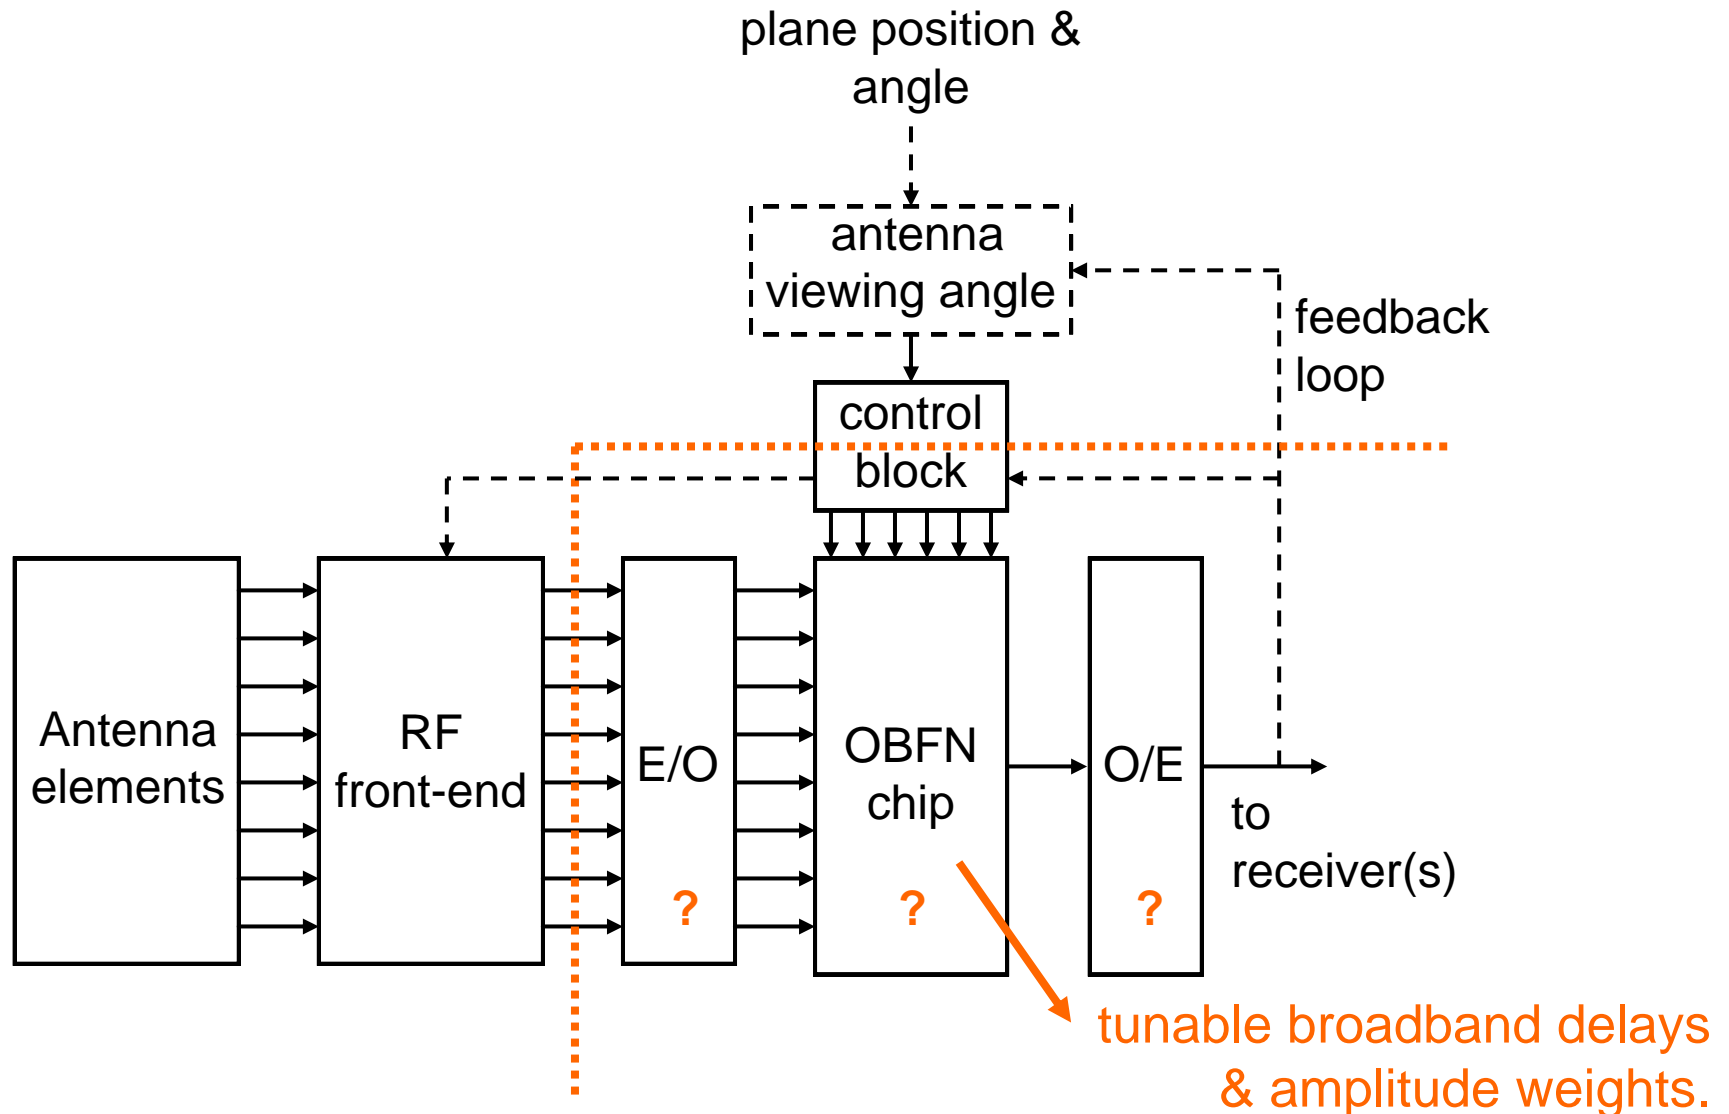 plane position &
angle
antenna
viewing angle
feedback
loop
control
block
Antenna
elements
RF
front-end
E/O
?
OBFN
chip
?
O/E
?
to
receiver(s)
tunable broadband delays
& amplitude weights.